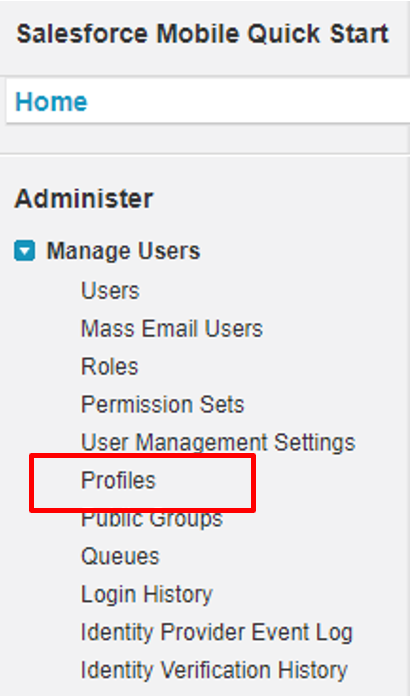 Salesforce Mobile Quick Start
Home
Administer
Manage Users
Users
Mass Email Users
Roles
Permission Sets
User Management Settings
Profiles
Public Groups
Queues
Login History
Identity Provider Event Log
Identity Verification History